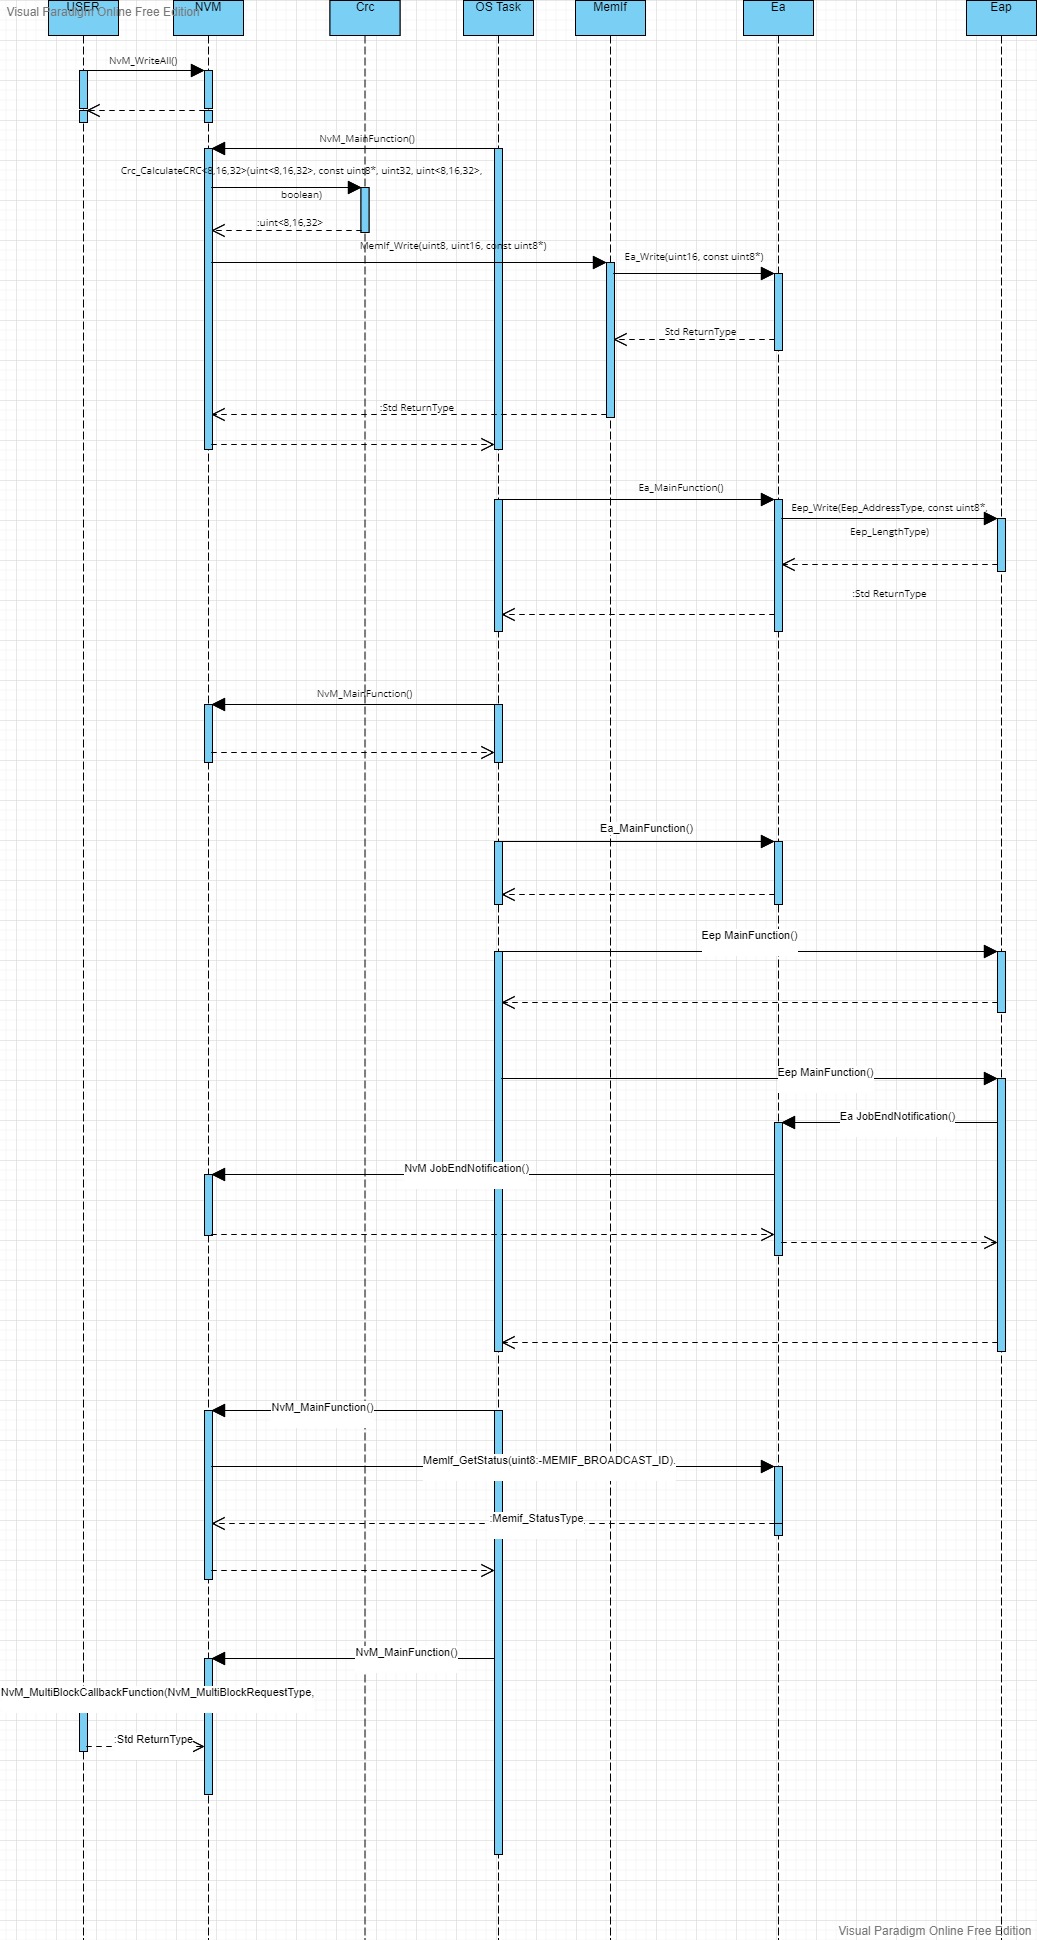 Visual Paradigm Online Free Edition
USER
NVM
Crc
OS Task
MemIf
Ea
Eap
NvM_WriteAll()
NvM_MainFunction()
Crc_CalculateCRC<8,16,32>(uint<8,16,32>, const uint8*, uint32, uint<8,16,32>,
boolean)
:uint<8,16,32>
MemIf_Write(uint8, uint16, const uint8*)
Ea_Write(uint16, const uint8*)
Std ReturnType
:Std ReturnType
Ea_MainFunction()
Eep_Write(Eep_AddressType, const uint8*,
Eep_LengthType)
:Std ReturnType
NvM_MainFunction()
Ea_MainFunction()
Eep MainFunction()
Eep MainFunction()
Ea JobEndNotification()
NvM JobEndNotification()
NvM_MainFunction()
MemIf_GetStatus(uint8:-MEMIF_BROADCAST_ID).
:Memif_StatusType
NvM_MainFunction()
NvM_MultiBlockCallbackFunction(NvM_MultiBlockRequestType,
:Std ReturnType
Visual Paradigm Online Free Edition